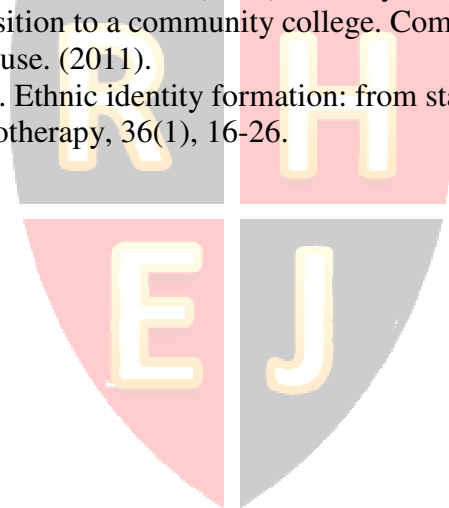 sition to a community college. Com
use. (2011).
. Ethnic identity formation: from sta
otherapy, 36(1), 16-26.
R H
E J